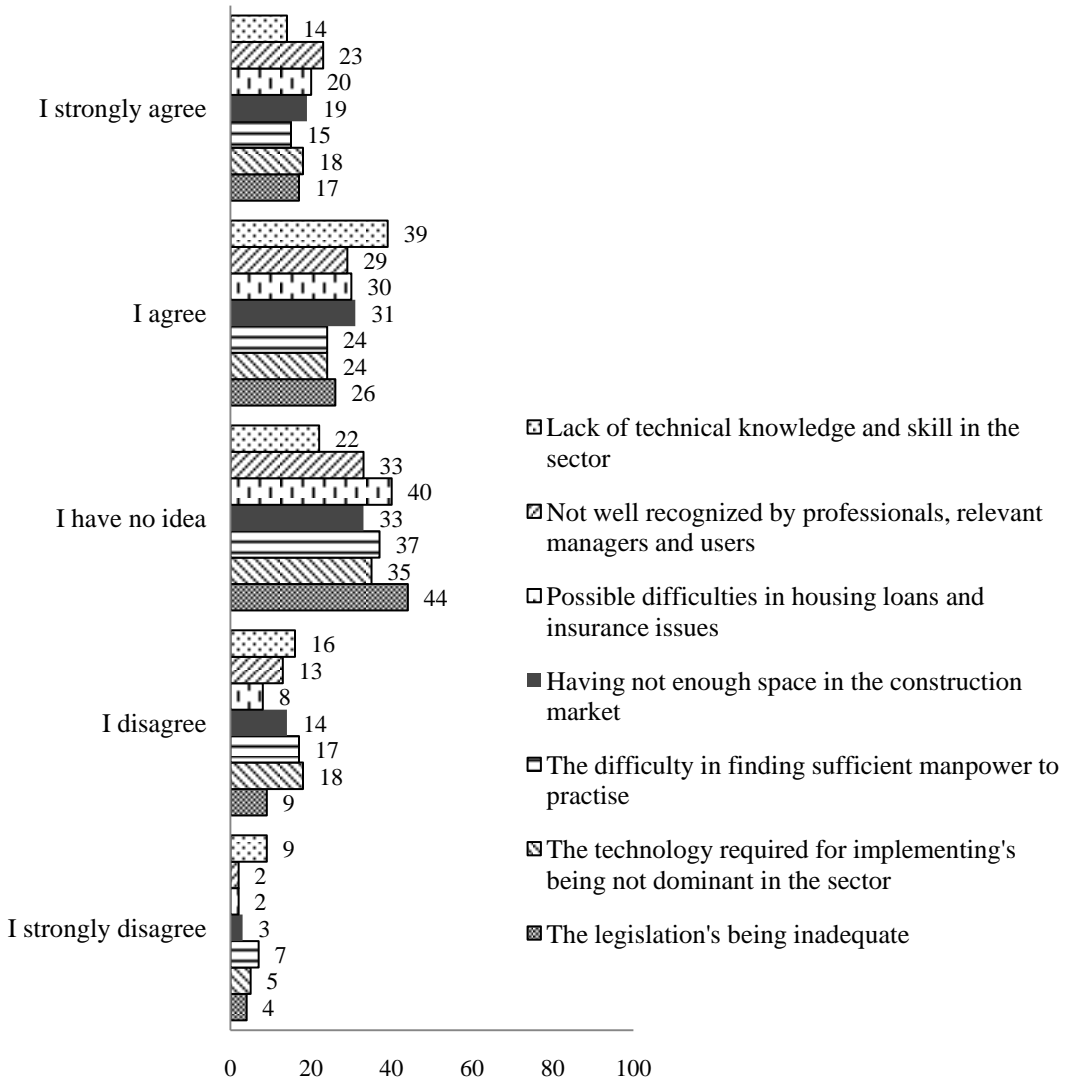 14
23
20
I strongly agree
19
15
18
17
39
29
30
I agree
31
24
24
26
22
33
40
I have no idea
33
37
35
44
16
13
8
I disagree
14
17
18
9
9
2
2
I strongly disagree
3
7
5
4
0 20 40 60 80 100
Lack of technical knowledge and skill in the
sector
Not well recognized by professionals, relevant
managers and users
Possible difficulties in housing loans and
insurance issues
Having not enough space in the construction
market
The difficulty in finding sufficient manpower to
practise
The technology required for implementing's
being not dominant in the sector
The legislation's being inadequate